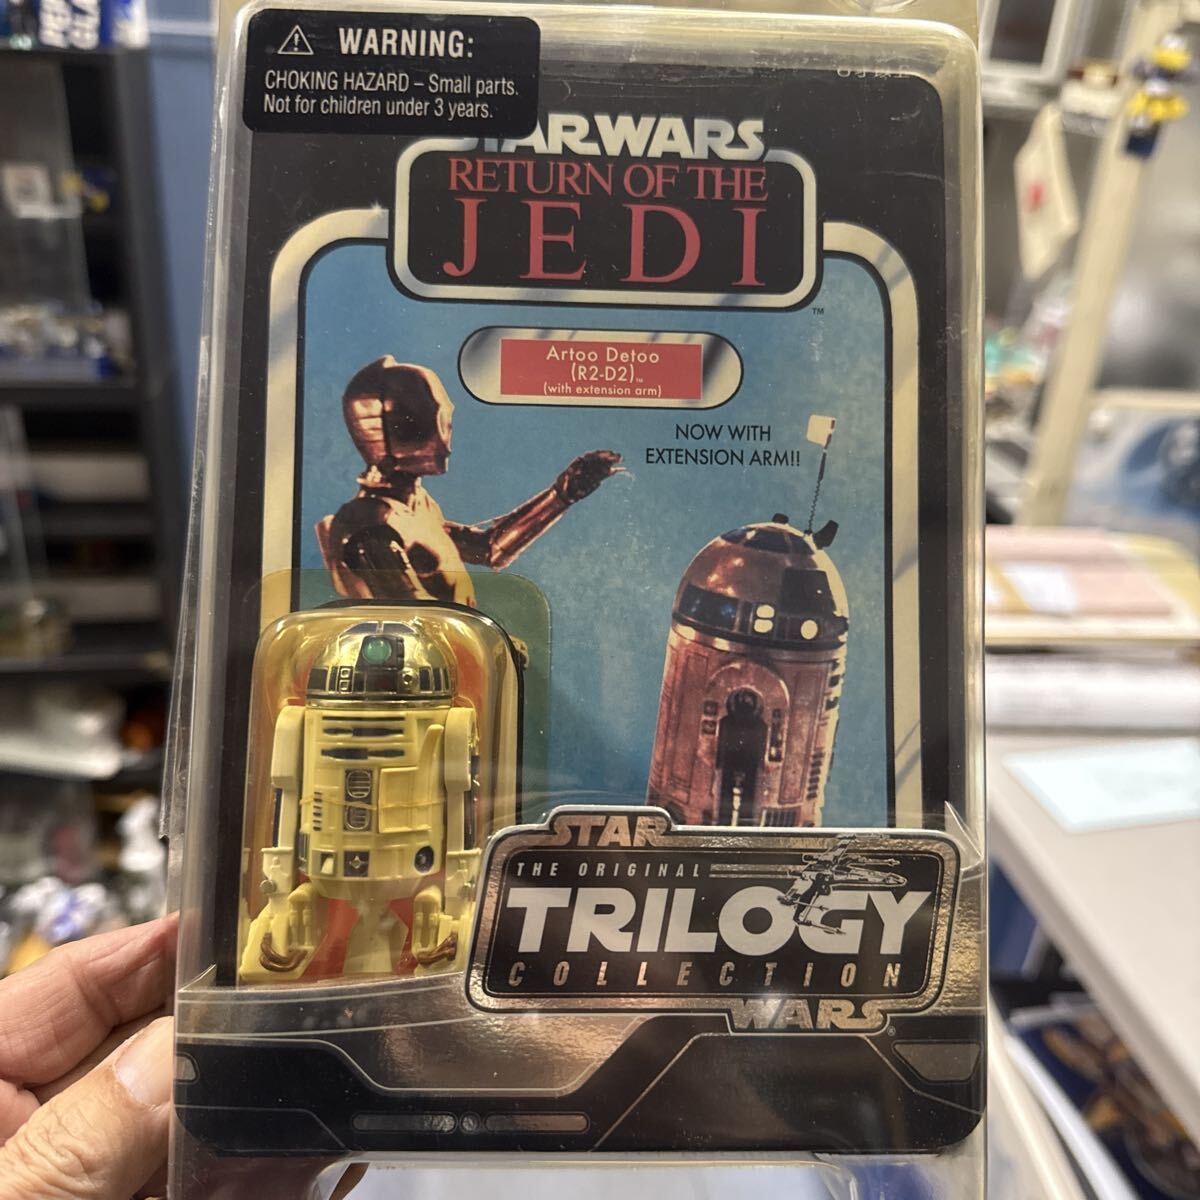 WARNING:
CHOKING HAZARD – Small parts.
Not for children under 3 years.
STAR WARS
RETURN OF THE
JEDI
TM
Artoo Detoo
(R2-D2)™
(with extension arm)
NOW WITH
EXTENSION ARM!!
STAR
THE ORIGINAL
TRILOGY
COLLECTION
WARS®